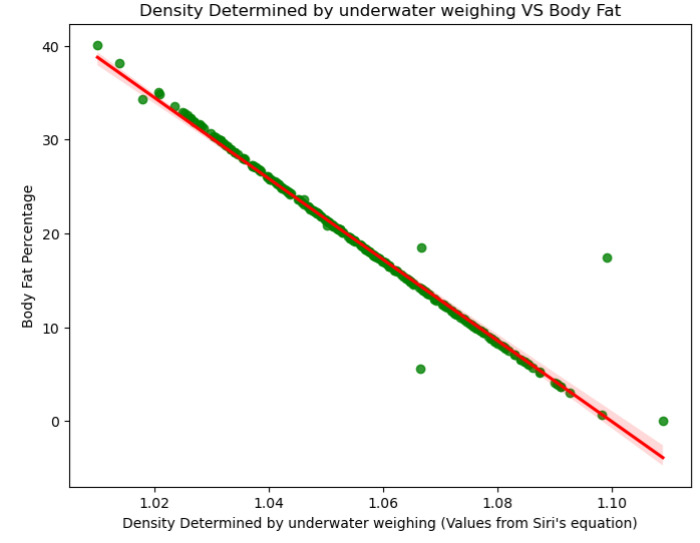 Density Determined by underwater weighing VS Body Fat
40
30
20
10
0
Body Fat Percentage
1.02 1.04 1.06 1.08 1.10
Density Determined by underwater weighing (Values from Siri's equation)